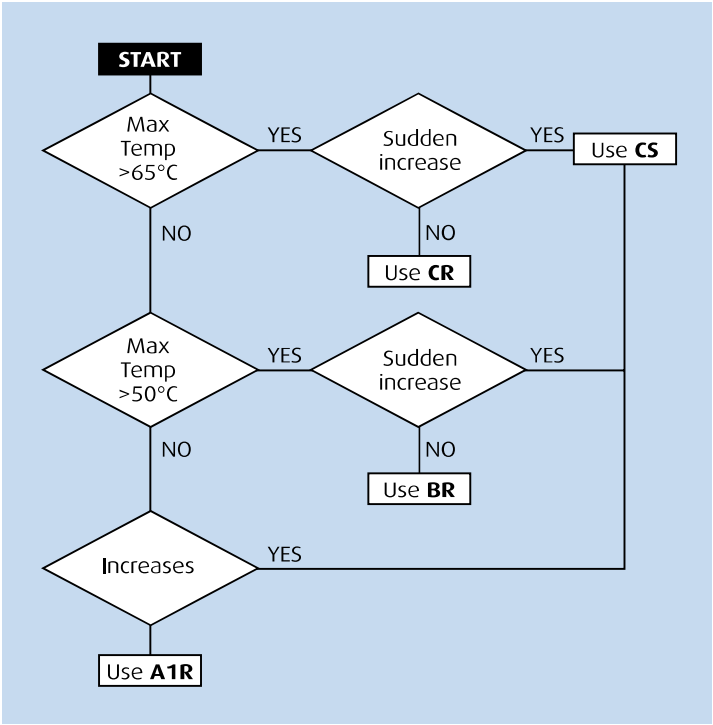 START
Max
Temp
>65°C
YES
Sudden
increase
YES
Use CS
NO
NO
Use CR
Max
Temp
>50°C
YES
Sudden
increase
YES
NO
NO
Use BR
Increases
YES
Use A1R